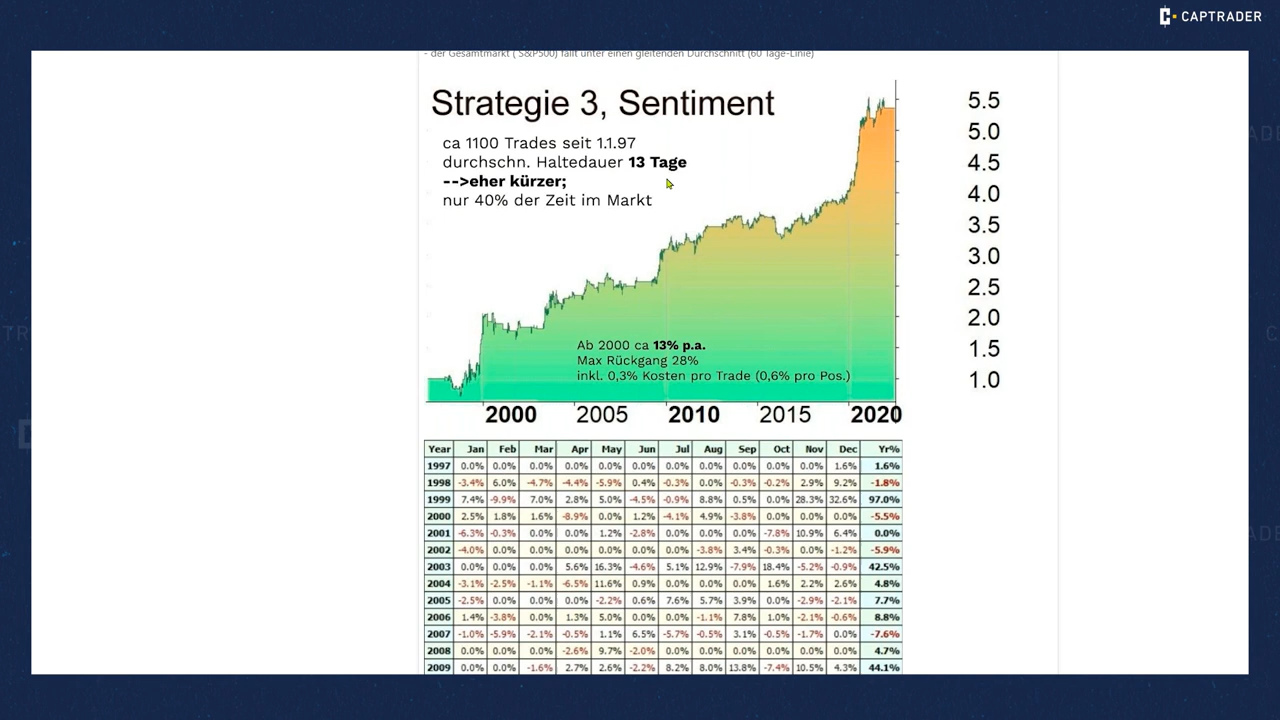 CAPTRADER
- der Gesamtmarkt ( S&P500) fällt unter einen gleitenden Durchschnitt (60 Tage-Linie)
Strategie 3, Sentiment
ca 1100 Trades seit 1.1.97
durchschn. Haltedauer 13 Tage
-->eher kürzer;
nur 40% der Zeit im Markt
5.5
5.0
4.5
4.0
3.5
3.0
2.5
2.0
1.5
1.0
Ab 2000 ca 13% p.a.
Max Rückgang 28%
inkl. 0,3% Kosten pro Trade (0,6% pro Pos.)
2000 2005 2010 2015 2020
Year Jan Feb Mar Apr May Jun Jul Aug Sep Oct Nov Dec Yr%
1997 0.0% 0.0% 0.0% 0.0% 0.0% 0.0% 0.0% 0.0% 0.0% 0.0% 0.0% 1.6% 1.6%
1998 -3.4% 6.0% -4.7% -4.4% -5.9% 0.4% -0.3% 0.0% -0.3% -0.2% 2.9% 9.2% -1.8%
1999 7.4% -9.9% 7.0% 2.8% 5.0% -4.5% -0.9% 8.8% 0.5% 0.0% 28.3% 32.6% 97.0%
2000 2.5% 1.8% 1.6% -8.9% 0.0% 1.2% -4.1% 4.9% -3.8% 0.0% 0.0% 0.0% -5.5%
2001 -6.3% -0.3% 0.0% 0.0% 1.2% -2.8% 0.0% 0.0% 0.0% -7.8% 10.9% 6.4% 0.0%
2002 -4.0% 0.0% 0.0% 0.0% 0.0% 0.0% 0.0% -3.8% 3.4% -0.3% 0.0% -1.2% -5.9%
2003 0.0% 0.0% 0.0% 5.6% 16.3% -4.6% 5.1% 12.9% -7.9% 18.4% -5.2% -0.9% 42.5%
2004 -3.1% -2.5% -1.1% -6.5% 11.6% 0.9% 0.0% 0.0% 0.0% 1.6% 2.2% 2.6% 4.8%
2005 -2.5% 0.0% 0.0% 0.0% -2.2% 0.6% 7.6% 5.7% 3.9% 0.0% -2.9% -2.1% 7.7%
2006 1.4% -3.8% 0.0% 1.3% 5.0% 0.0% 0.0% -1.1% 7.8% 1.0% -2.1% -0.6% 8.8%
2007 -1.0% -5.9% -2.1% -0.5% 1.1% 6.5% -5.7% -0.5% 3.1% -0.5% -1.7% 0.0% -7.6%
2008 0.0% 0.0% 0.0% -2.6% 9.7% -2.0% 0.0% 0.0% 0.0% 0.0% 0.0% 0.0% 4.7%
2009 0.0% 0.0% -1.6% 2.7% 2.6% -2.2% 8.2% 8.0% 13.8% -7.4% 10.5% 4.3% 44.1%